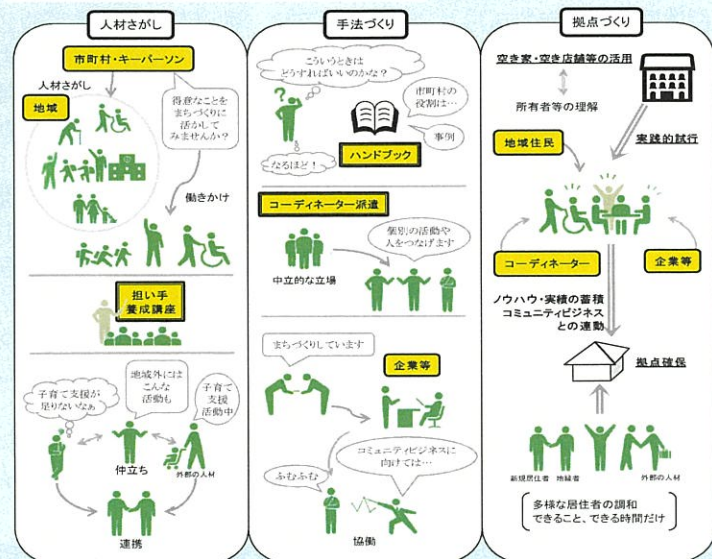 人材さがし
市町村・キーパーソン
人材さがし
地域
得意なことを
まちづくりに
活かして
みませんか？
働きかけ
担い手
養成講座
子育て支援が
足りないなぁ
地域外には
こんな
活動も
子育て
支援
活動中
仲立ち
外部の人材
連携
手法づくり
こういうときは
どうすればいいのかな？
市町村の
役割は…
事例
なるほど！
ハンドブック
コーディネーター派遣
個別の活動や
人をつなげます
中立的な立場
まちづくりしています
企業等
コミュニティビジネスに
向けては…
ふむふむ
協働
拠点づくり
空き家・空き店舗等の活用
所有者等の理解
実践的試行
地域住民
コーディネーター
企業等
ノウハウ・実績の蓄積
コミュニティビジネス
との連動
拠点確保
新規居住者 地縁者 外部の人材
多様な居住者の調和
できること、できる時間だけ